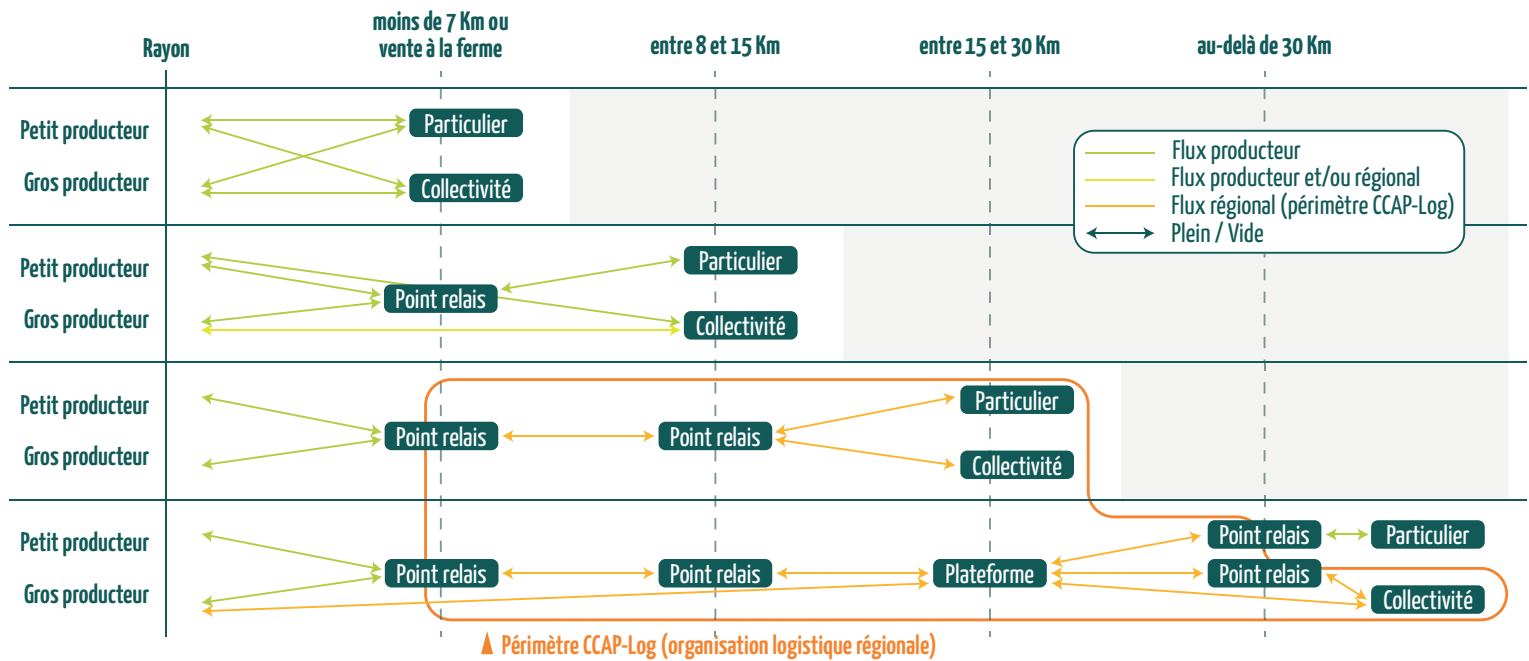 Rayon
moins de 7 Km ou
vente à la ferme
entre 8 et 15 Km
entre 15 et 30 Km
au-delà de 30 Km
Petit producteur
Gros producteur
Particulier
Collectivité
Flux producteur
Flux producteur et/ou régional
Flux régional (périmètre CCAP-Log)
Plein / Vide
Petit producteur
Gros producteur
Point relais
Particulier
Collectivité
Petit producteur
Gros producteur
Point relais
Point relais
Particulier
Collectivité
Petit producteur
Gros producteur
Point relais
Point relais
Plateforme
Point relais
Particulier
Point relais
Collectivité
Périmètre CCAP-Log (organisation logistique régionale)